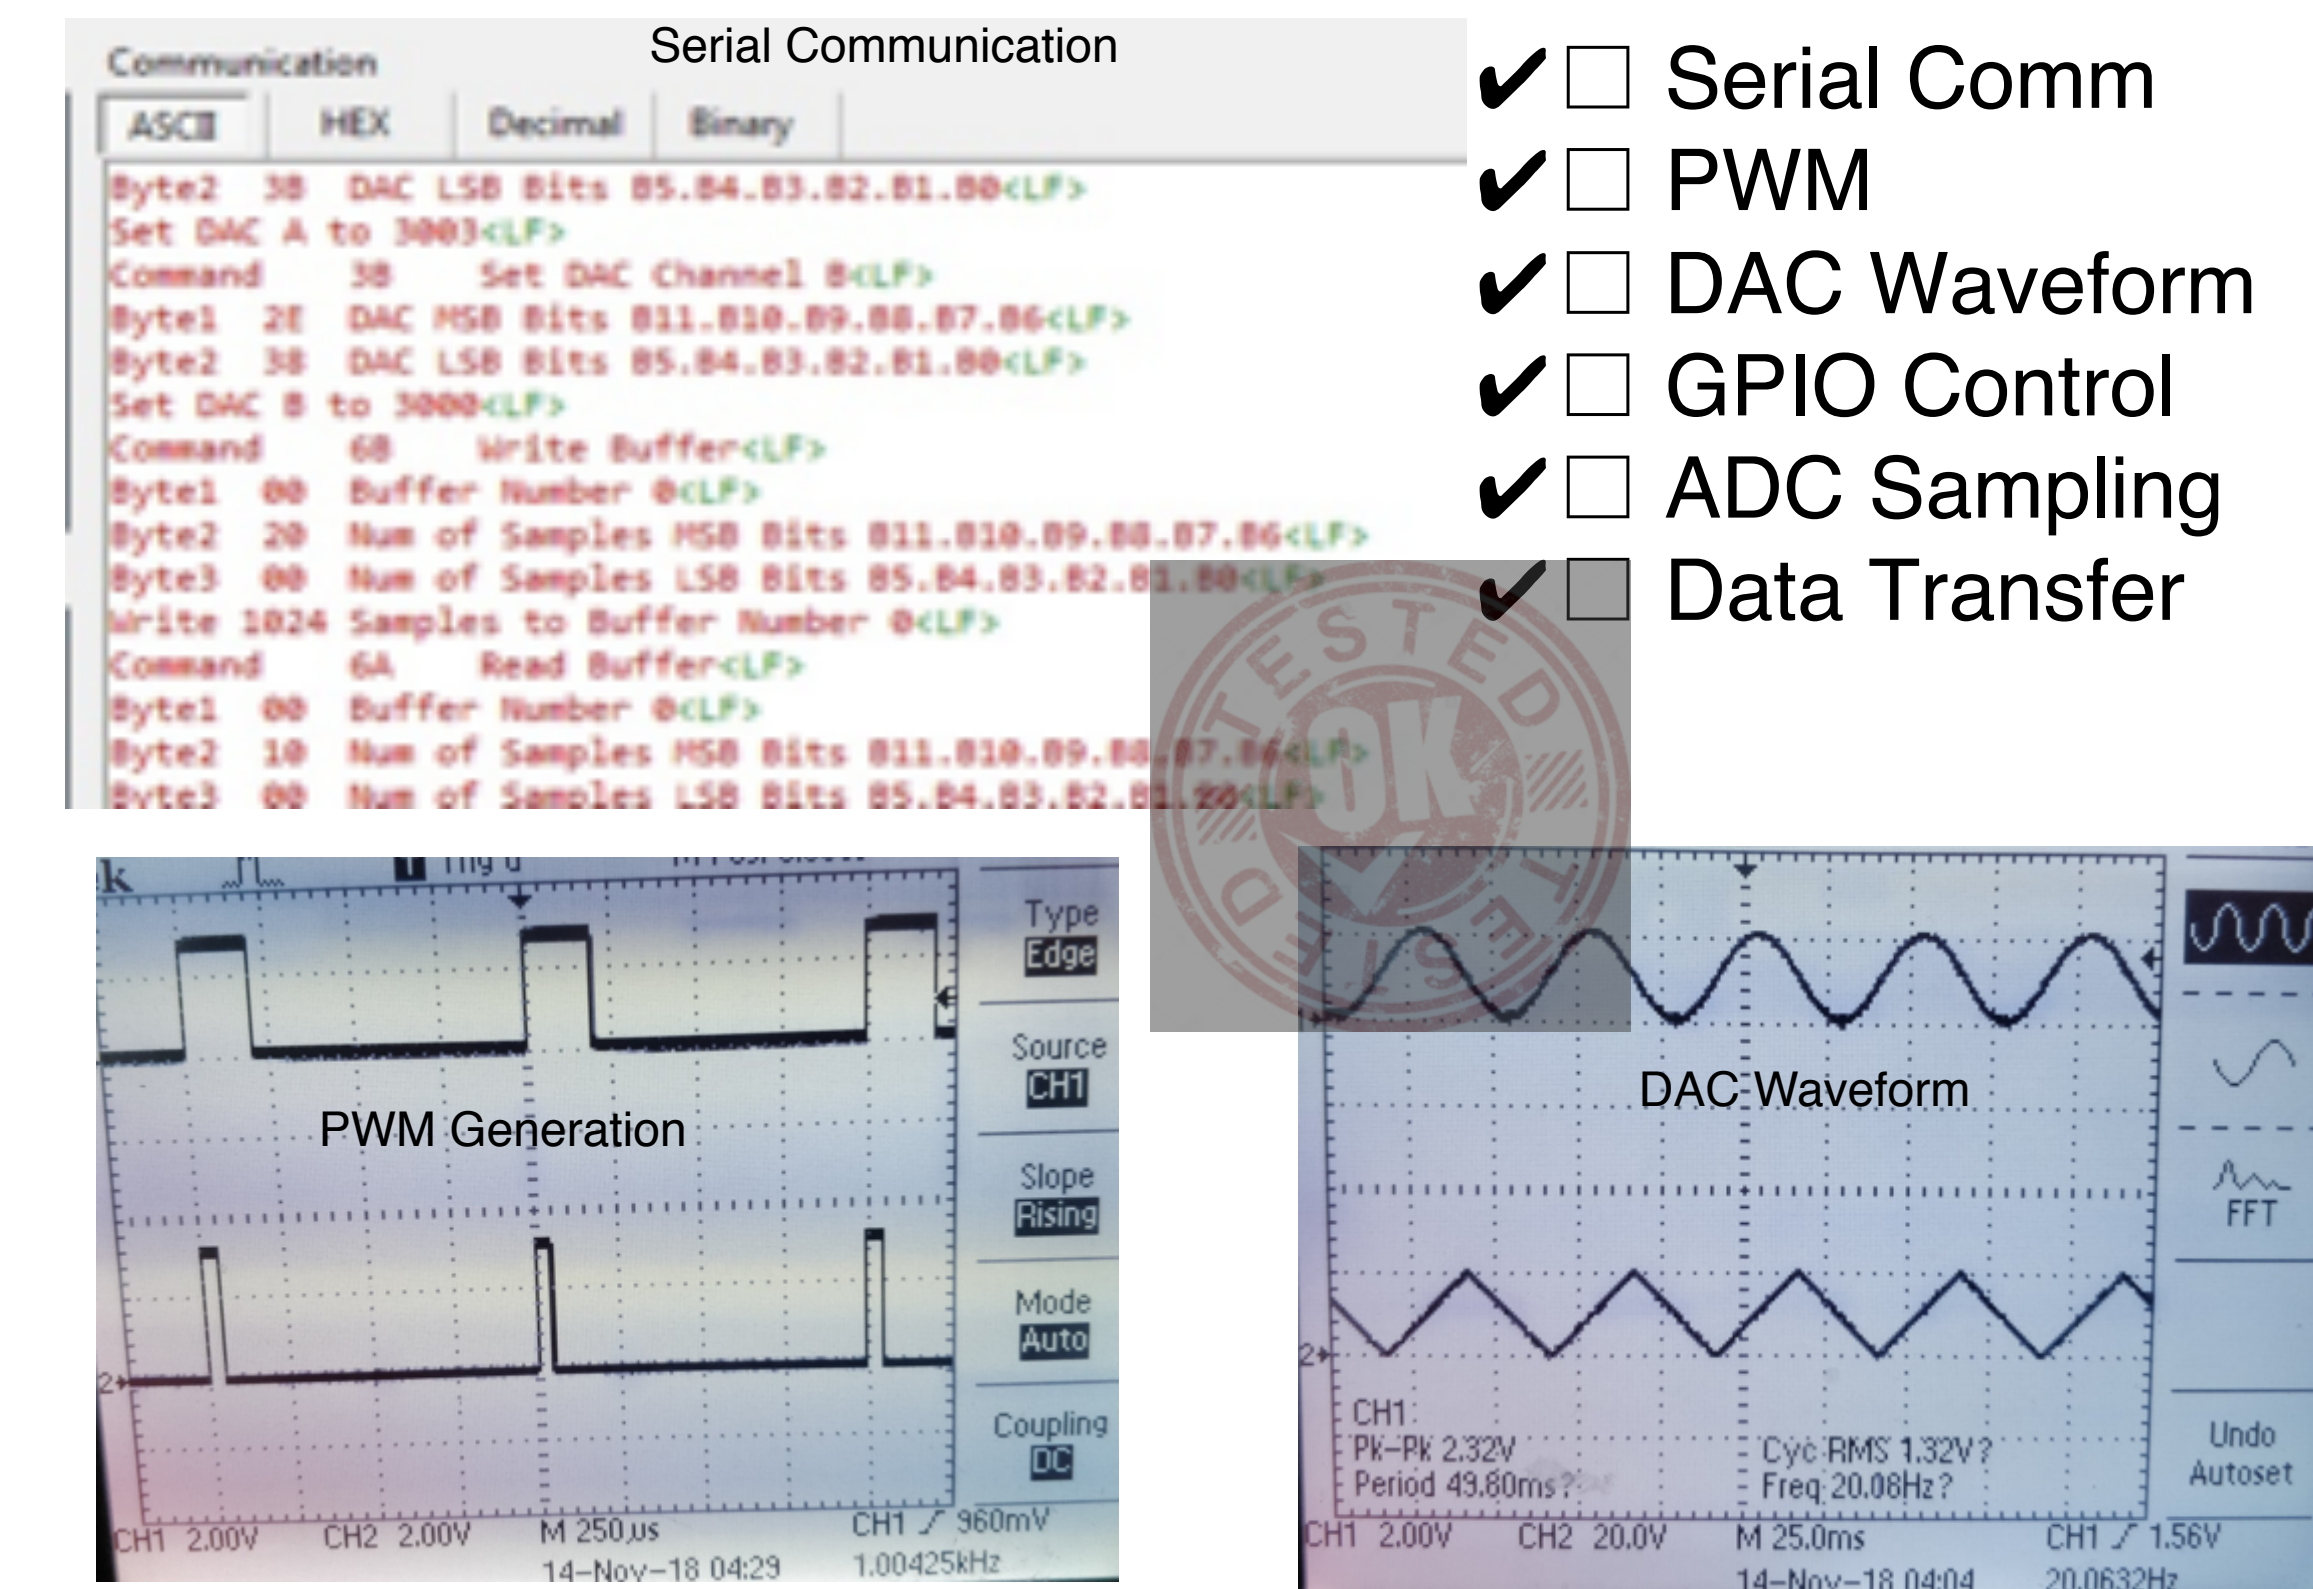 Serial Communication
Communication
ASCII HEX Decimal Binary
Byte2 3B DAC LSB Bits B5.B4.B3.B2.B1.B0<LF>
Set DAC A to 3003<LF>
Command 3B Set DAC Channel B<LF>
Byte1 2E DAC MSB Bits B11.B10.B9.B8.B7.B6<LF>
Byte2 38 DAC LSB Bits B5.B4.B3.B2.B1.B0<LF>
Set DAC B to 3000<LF>
Command 6B Write Buffer<LF>
Byte1 00 Buffer Number 0<LF>
Byte2 20 Num of Samples MSB Bits B11.B10.B9.B8.B7.B6<LF>
Byte3 00 Num of Samples LSB Bits B5.B4.B3.B2.B1.B0<LF>
Write 1024 Samples to Buffer Number 0<LF>
Command 6A Read Buffer<LF>
Byte1 00 Buffer Number 0<LF>
Byte2 10 Num of Samples MSB Bits B11.B10.B9.B8.B7.B6<LF>
Byte3 00 Num of Samples LSB Bits B5.B4.B3.B2.B1.B0<LF>
✔ □ Serial Comm
✔ □ PWM
✔ □ DAC Waveform
✔ □ GPIO Control
✔ □ ADC Sampling
✔ □ Data Transfer
TESTED
OK
TESTED
Type
Edge
Source
CH1
Slope
Rising
Mode
Auto
Coupling
DC
PWM Generation
2
CH1 2.00V CH2 2.00V M 250µs CH1 960mV
14-Nov-18 04:29 1.00425kHz
DAC Waveform
FFT
2
CH1
Pk-Pk 2.32V Cyc RMS 1.32V?
Period 49.80ms? Freq 20.08Hz?
Undo
Autoset
CH1 2.00V CH2 20.0V M 25.0ms CH1 1.56V
14-Nov-18 04:04 20.0632Hz